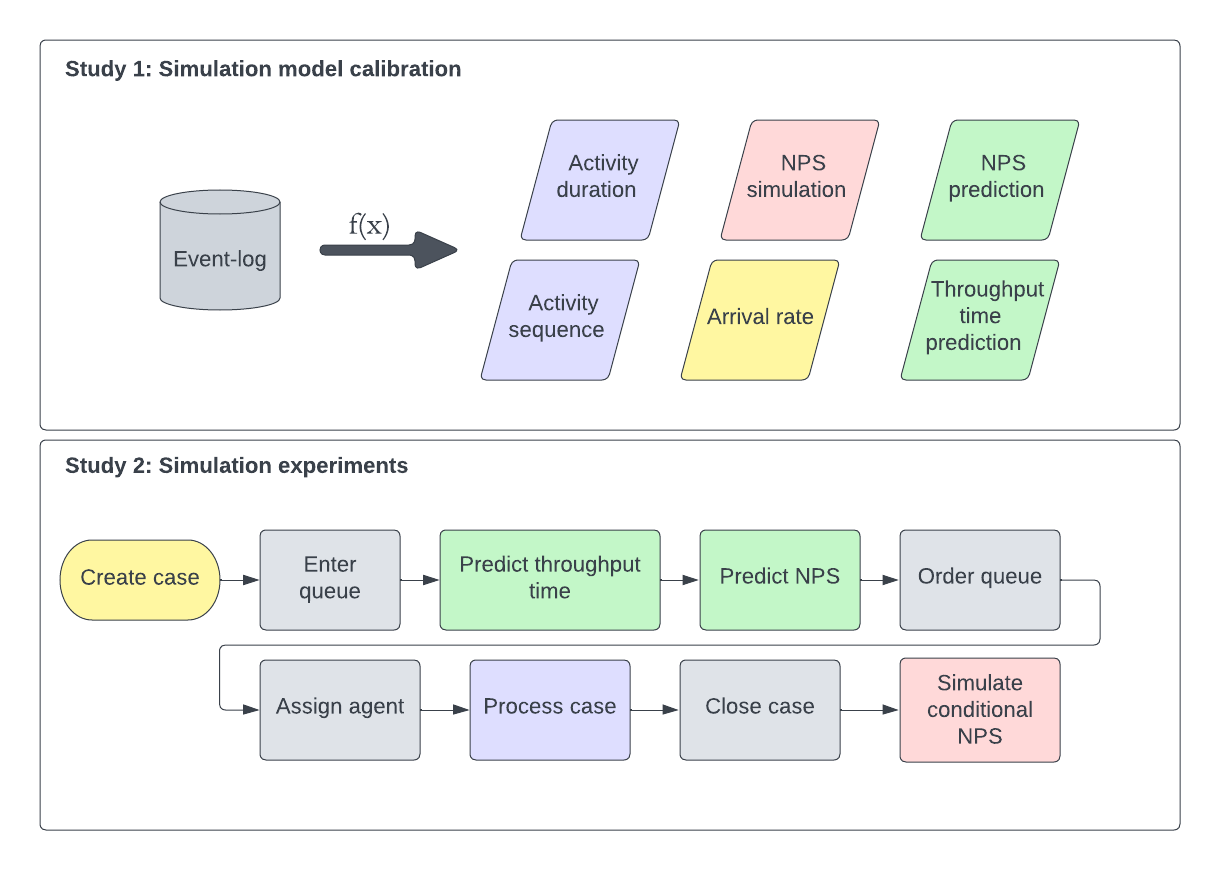 Study 1: Simulation model calibration
Event-log
f(x)
Activity
duration
NPS
simulation
NPS
prediction
Activity
sequence
Arrival rate
Throughput
time
prediction
Study 2: Simulation experiments
Create case
Enter
queue
Predict throughput
time
Predict NPS
Order queue
Assign agent
Process case
Close case
Simulate
conditional
NPS